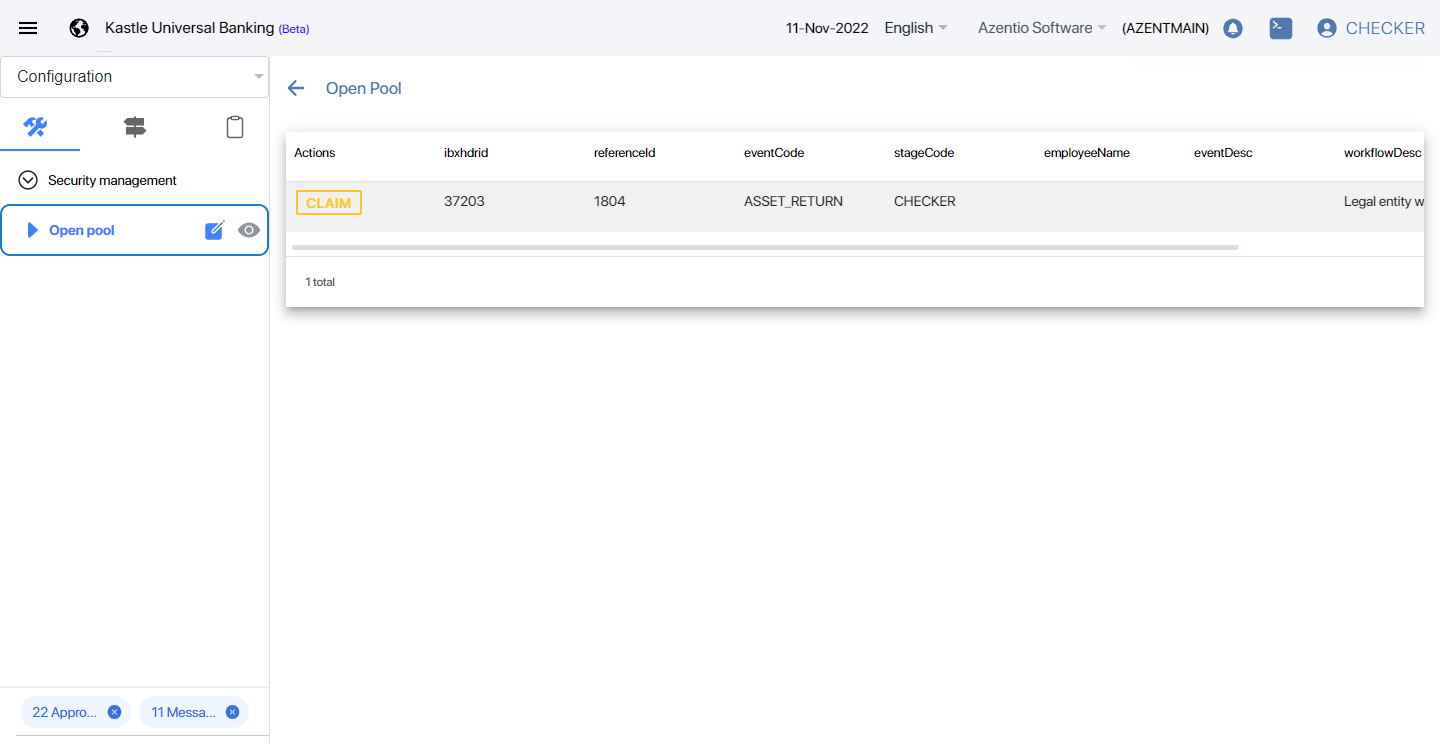 Kastle Universal Banking (Beta)
11-Nov-2022 English Azentio Software (AZENTMAIN) CHECKER
Configuration
Security management
Open pool
22 Appro...
11 Messa...
Open Pool
Actions ibxhdrid referenceId eventCode stageCode employeeName eventDesc workflowDesc
CLAIM 37203 1804 ASSET_RETURN CHECKER Legal entity w
1 total